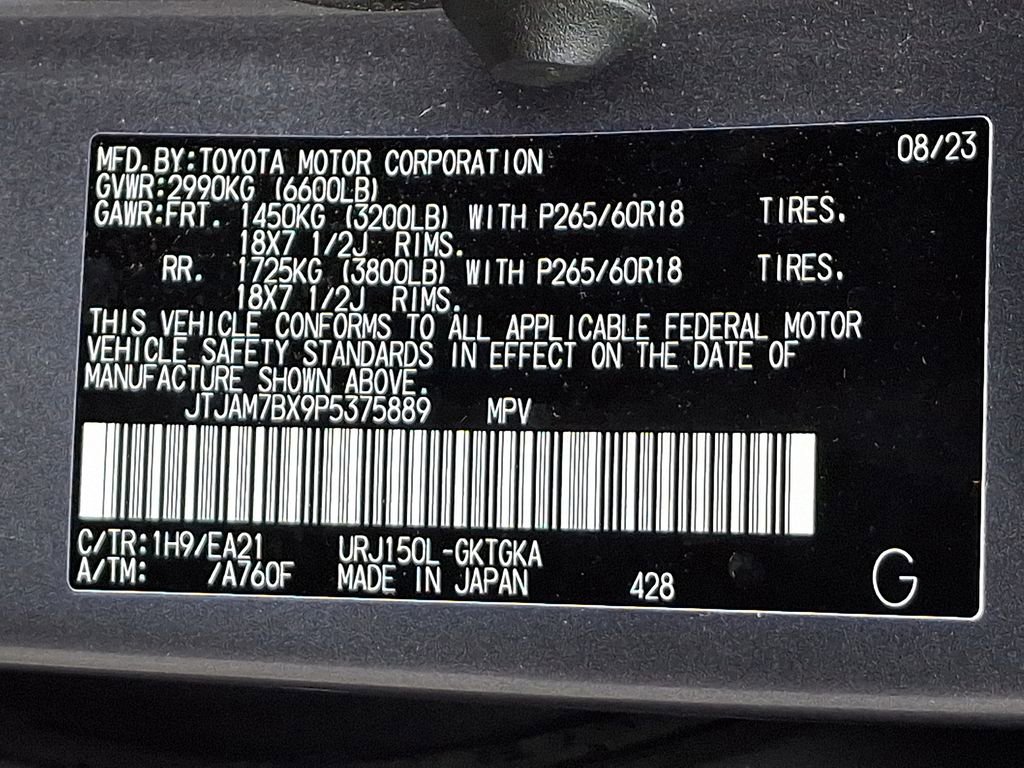 08/23
MFD.BY:TOYOTA MOTOR CORPORATION
GVWR:2990KG (6600LB)
GAWR:FRT. 1450KG (3200LB) WITH P265/60R18 TIRES.
18X7 1/2J RIMS.
RR. 1725KG (3800LB) WITH P265/60R18 TIRES.
18X7 1/2J RIMS.
THIS VEHICLE CONFORMS TO ALL APPLICABLE FEDERAL MOTOR
VEHICLE SAFETY STANDARDS IN EFFECT ON THE DATE OF
MANUFACTURE SHOWN ABOVE.
JTJAM7BX9P5375889 MPV
C/TR:1H9/EA21 URJ150L-GKTGKA
A/TM: /A760F MADE IN JAPAN 428 G